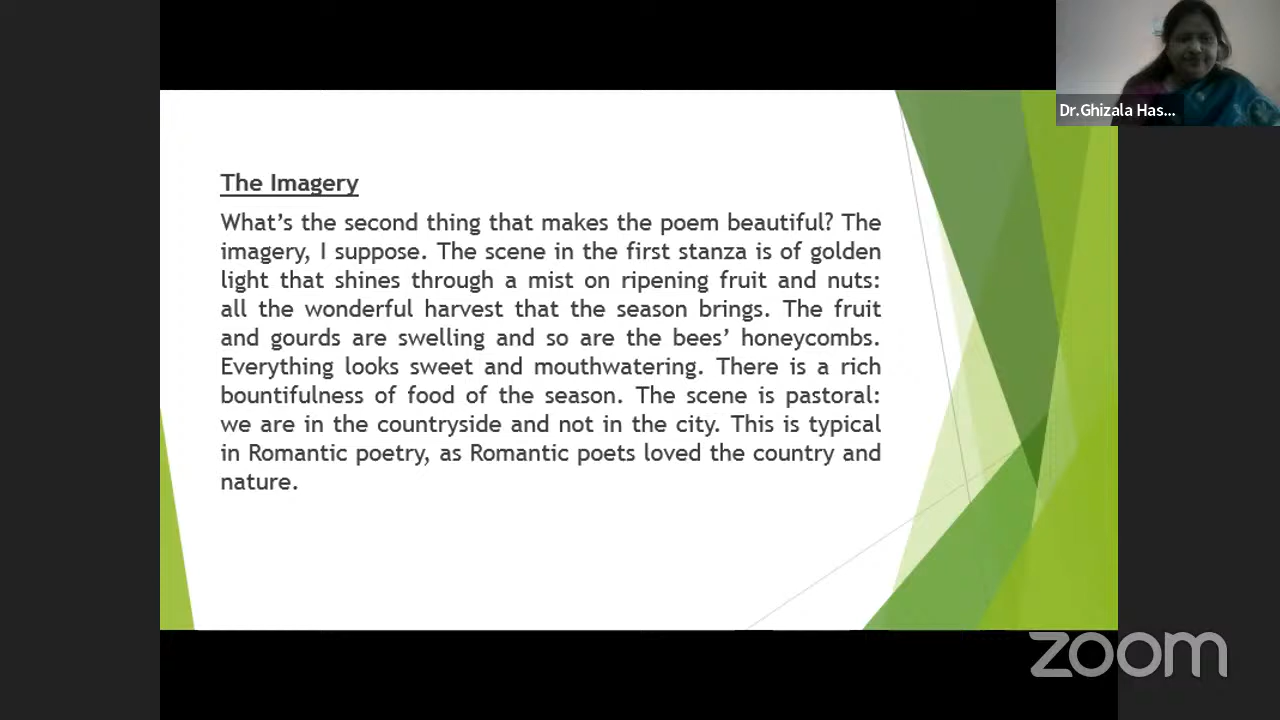 Dr.Ghizala Has...
The Imagery
What’s the second thing that makes the poem beautiful? The
imagery, I suppose. The scene in the first stanza is of golden
light that shines through a mist on ripening fruit and nuts:
all the wonderful harvest that the season brings. The fruit
and gourds are swelling and so are the bees’ honeycombs.
Everything looks sweet and mouthwatering. There is a rich
bountifulness of food of the season. The scene is pastoral:
we are in the countryside and not in the city. This is typical
in Romantic poetry, as Romantic poets loved the country and
nature.
zoom